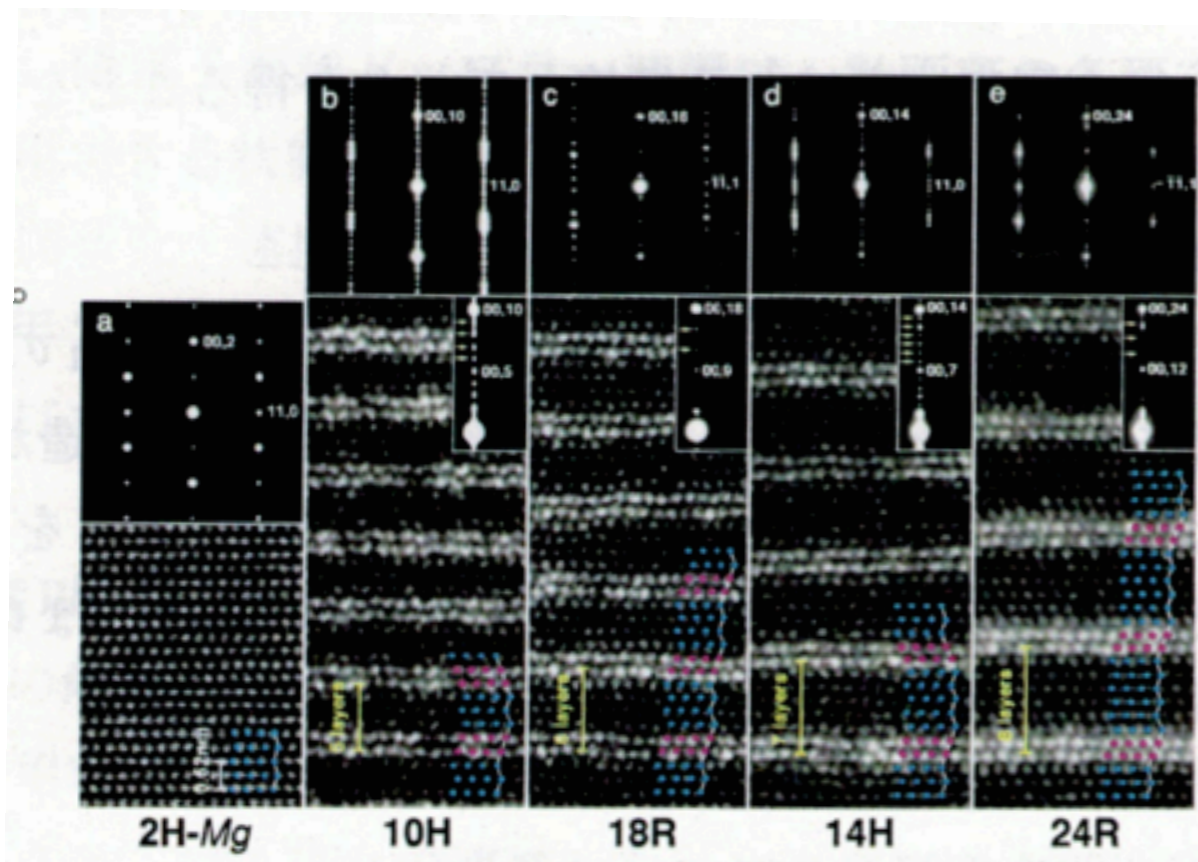 b 00,10
11,0
c 00,18
11,1
d 00,14
11,0
e 00,24
11,1
a
00,2
11,0
00,10
00,5
00,18
00,9
00,14
00,7
00,24
00,12
layers
layers
7 layers
layers
2H-Mg
10H
18R
14H
24R